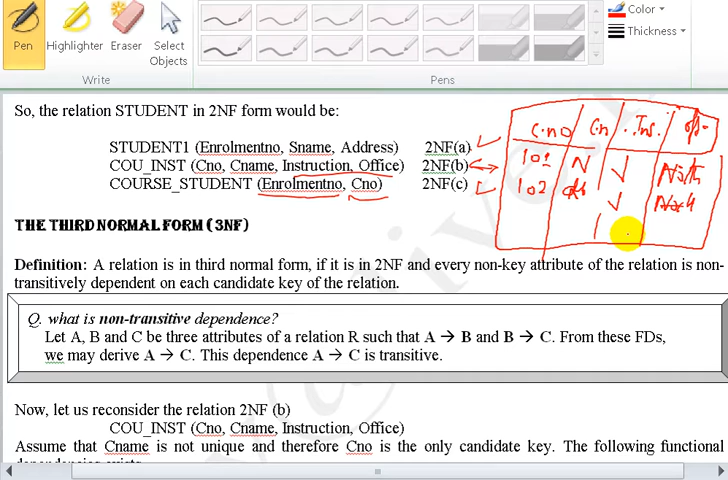 Pen
Highlighter
Eraser
Select Objects
Color
Thickness
Write
Pens
So, the relation STUDENT in 2NF form would be:
STUDENT1 (Enrolmentno, Sname, Address) 2NF(a)
COU_INST (Cno, Cname, Instruction, Office) 2NF(b)
COURSE_STUDENT (Enrolmentno, Cno) 2NF(c)
C.no C.n Ins. off.
101 N
102
THE THIRD NORMAL FORM (3NF)
Definition: A relation is in third normal form, if it is in 2NF and every non-key attribute of the relation is non-
transitively dependent on each candidate key of the relation.
Q. what is non-transitive dependence?
Let A, B and C be three attributes of a relation R such that A → B and B → C. From these FDs,
we may derive A → C. This dependence A → C is transitive.
Now, let us reconsider the relation 2NF (b)
COU_INST (Cno, Cname, Instruction, Office)
Assume that Cname is not unique and therefore Cno is the only candidate key. The following functional
dependencies exists